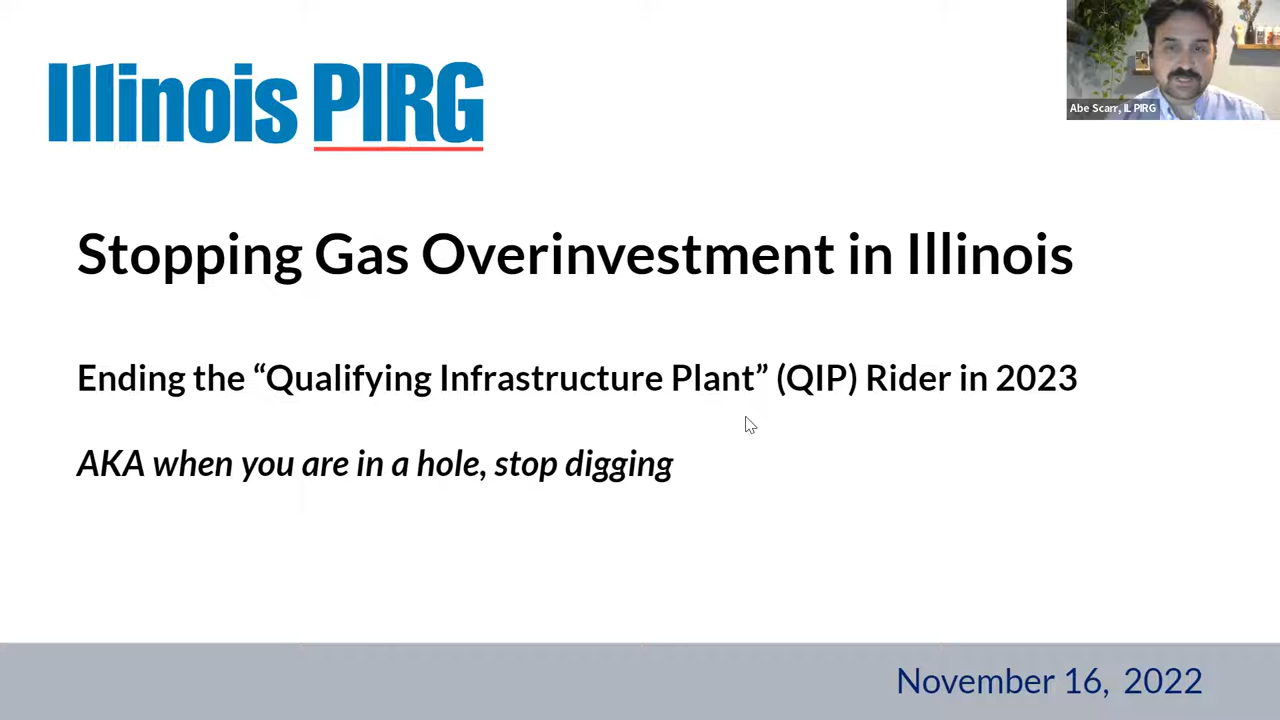 Illinois PIRG
Abe Scarr, IL PIRG
Stopping Gas Overinvestment in Illinois
Ending the “Qualifying Infrastructure Plant” (QIP) Rider in 2023
AKA when you are in a hole, stop digging
November 16, 2022